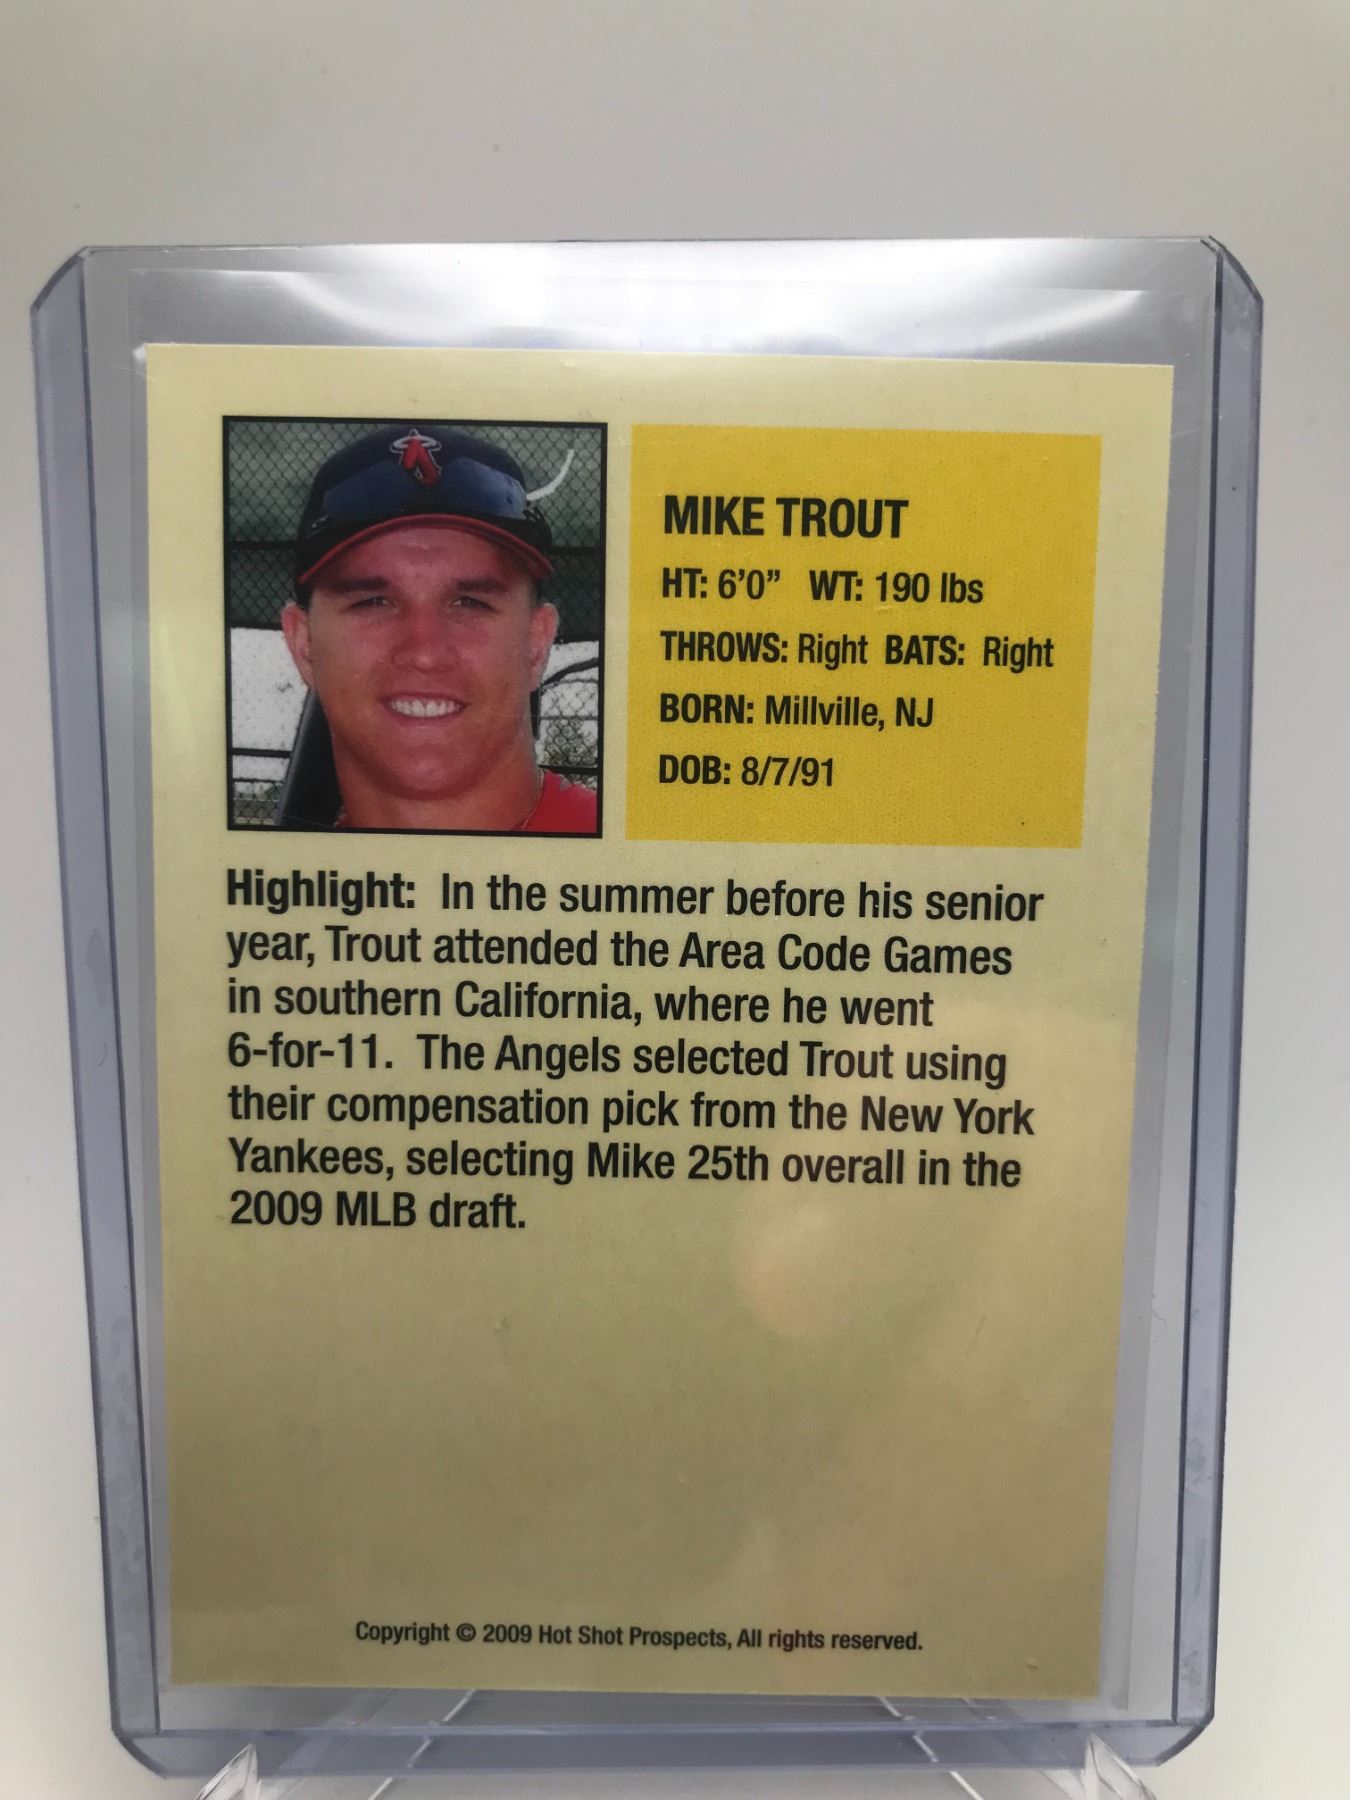 MIKE TROUT
HT: 6'0” WT: 190 lbs
THROWS: Right BATS: Right
BORN: Millville, NJ
DOB: 8/7/91
Highlight: In the summer before his senior
year, Trout attended the Area Code Games
in southern California, where he went
6-for-11. The Angels selected Trout using
their compensation pick from the New York
Yankees, selecting Mike 25th overall in the
2009 MLB draft.
Copyright © 2009 Hot Shot Prospects, All rights reserved.